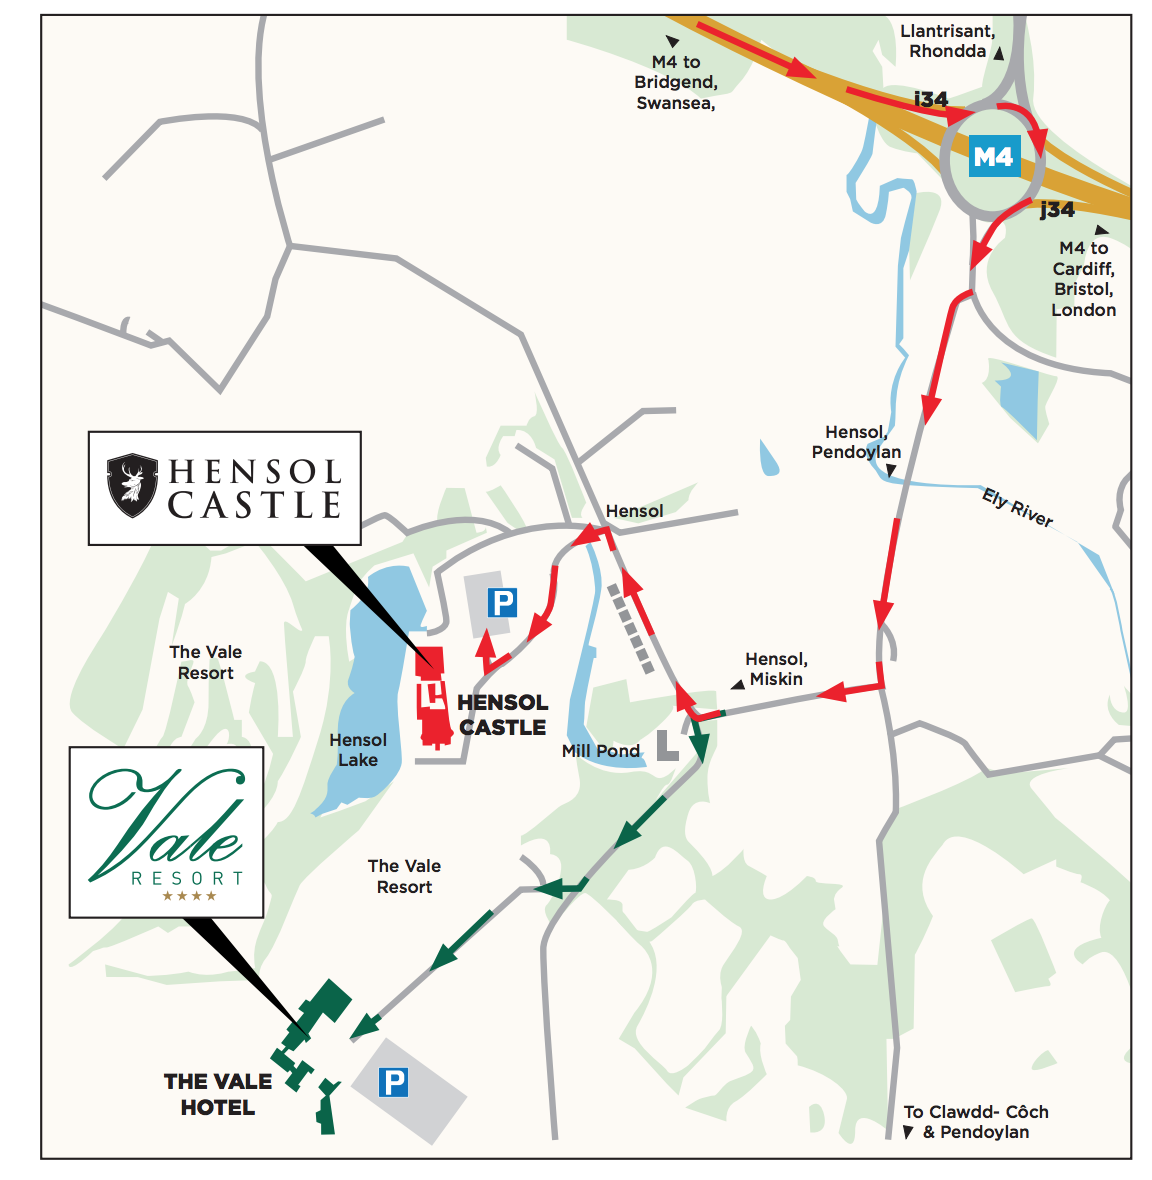 Llantrisant,
Rhondda
M4 to
Bridgend,
Swansea,
i34
M4
j34
M4 to
Cardiff,
Bristol,
London
Hensol,
Pendoylan
Ely River
HENSOL
CASTLE
Hensol
P
The Vale
Resort
Hensol,
Miskin
HENSOL
CASTLE
Hensol
Lake
Mill Pond
Vale
RESORT
The Vale
Resort
THE VALE
HOTEL
P
To Clawdd- Côch
& Pendoylan